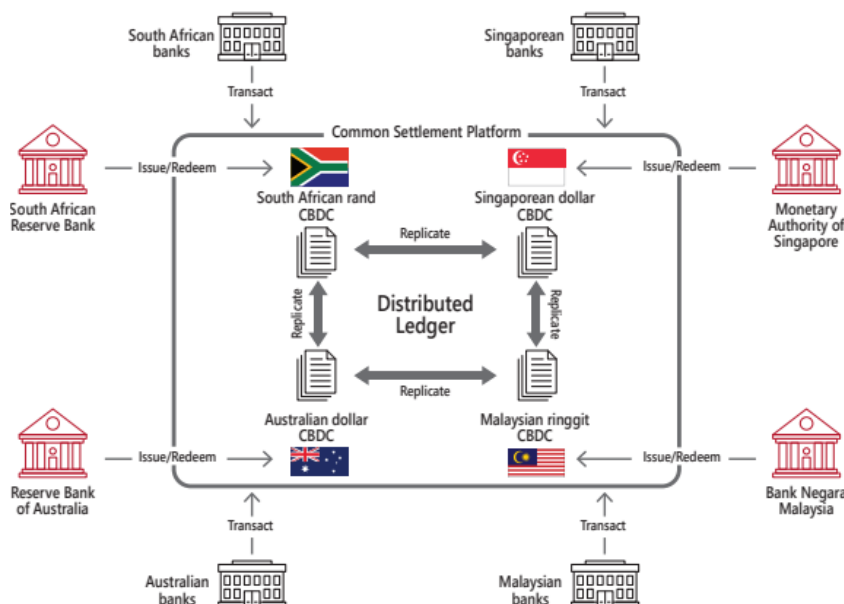 South African
banks
Singaporean
banks
Transact
Transact
Common Settlement Platform
Issue/Redeem
Issue/Redeem
South African
Reserve Bank
South African rand
CBDC
Singaporean dollar
CBDC
Monetary
Authority of
Singapore
Replicate
Replicate
Distributed
Ledger
Replicate
Replicate
Australian dollar
CBDC
Malaysian ringgit
CBDC
Issue/Redeem
Issue/Redeem
Reserve Bank
of Australia
Bank Negara
Malaysia
Transact
Transact
Australian
banks
Malaysian
banks